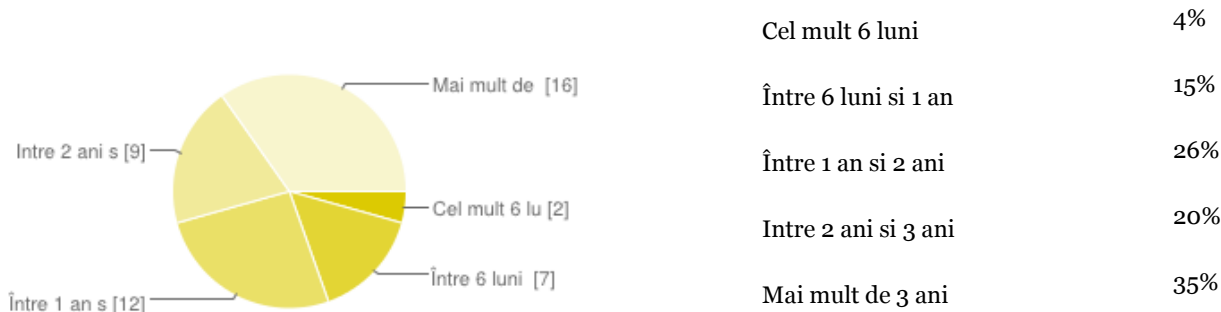 Mai mult de [16]
Intre 2 ani s [9]
Cel mult 6 lu [2]
Între 6 luni [7]
Între 1 an s [12]
Cel mult 6 luni 4%
Între 6 luni si 1 an 15%
Între 1 an si 2 ani 26%
Intre 2 ani si 3 ani 20%
Mai mult de 3 ani 35%